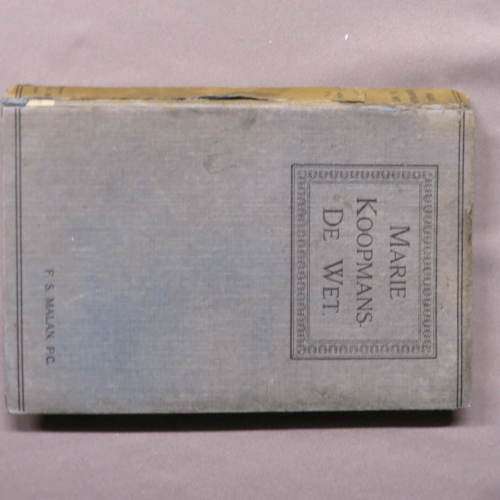 MARIE
KOOPMANS-
DE WET
F. S. MALAN, P.C.